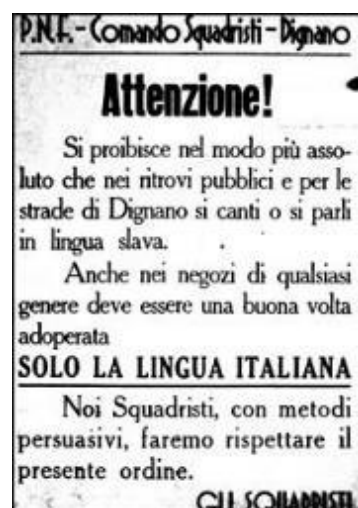 P.N.F. - Comando Squadristi - Dignano
Attenzione!
Si proibisce nel modo più asso-
luto che nei ritrovi pubblici e per le
strade di Dignano si canti o si parli
in lingua slava.
Anche nei negozi di qualsiasi
genere deve essere una buona volta
adoperata
SOLO LA LINGUA ITALIANA
Noi Squadristi, con metodi
persuasivi, faremo rispettare il
presente ordine.
GLI SQUADRISTI